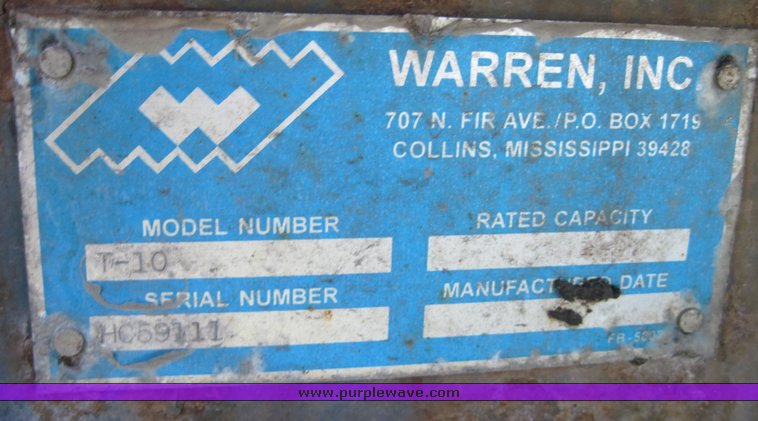 WARREN, INC.
707 N. FIR AVE./P.O. BOX 1719
COLLINS, MISSISSIPPI 39428
MODEL NUMBER
T-10
RATED CAPACITY
SERIAL NUMBER
HC59111
MANUFACTURED DATE
www.purplewave.com